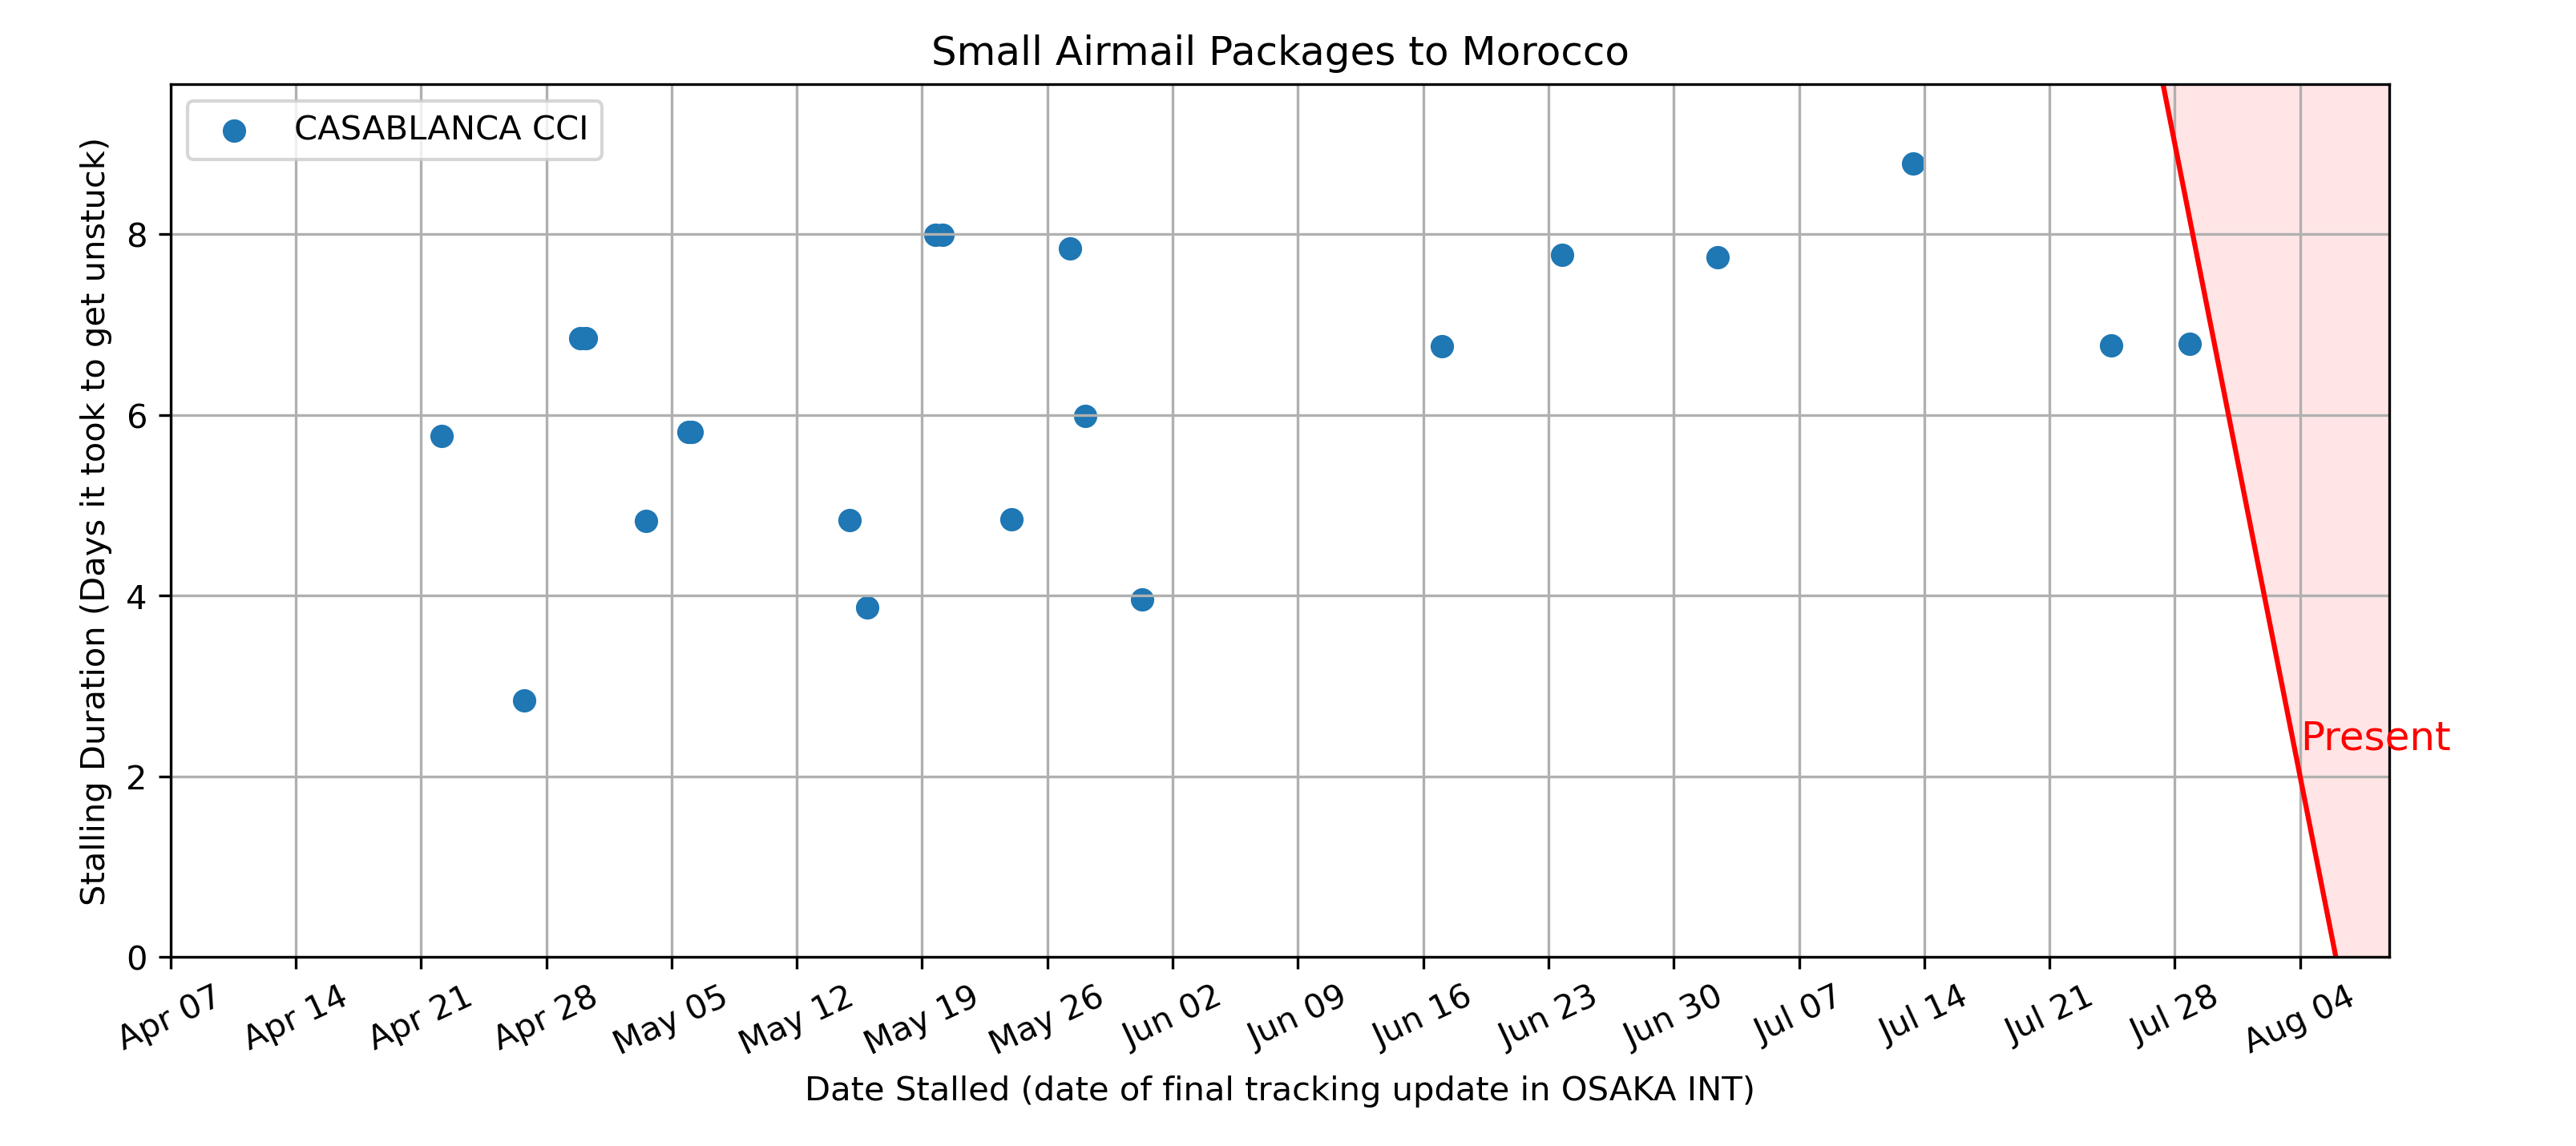 Small Airmail Packages to Morocco
CASABLANCA CCI
Stalling Duration (Days it took to get unstuck)
8
6
4
2
0
Present
Apr 07
Apr 14
Apr 21
Apr 28
May 05
May 12
May 19
May 26
Jun 02
Jun 09
Jun 16
Jun 23
Jun 30
Jul 07
Jul 14
Jul 21
Jul 28
Aug 04
Date Stalled (date of final tracking update in OSAKA INT)